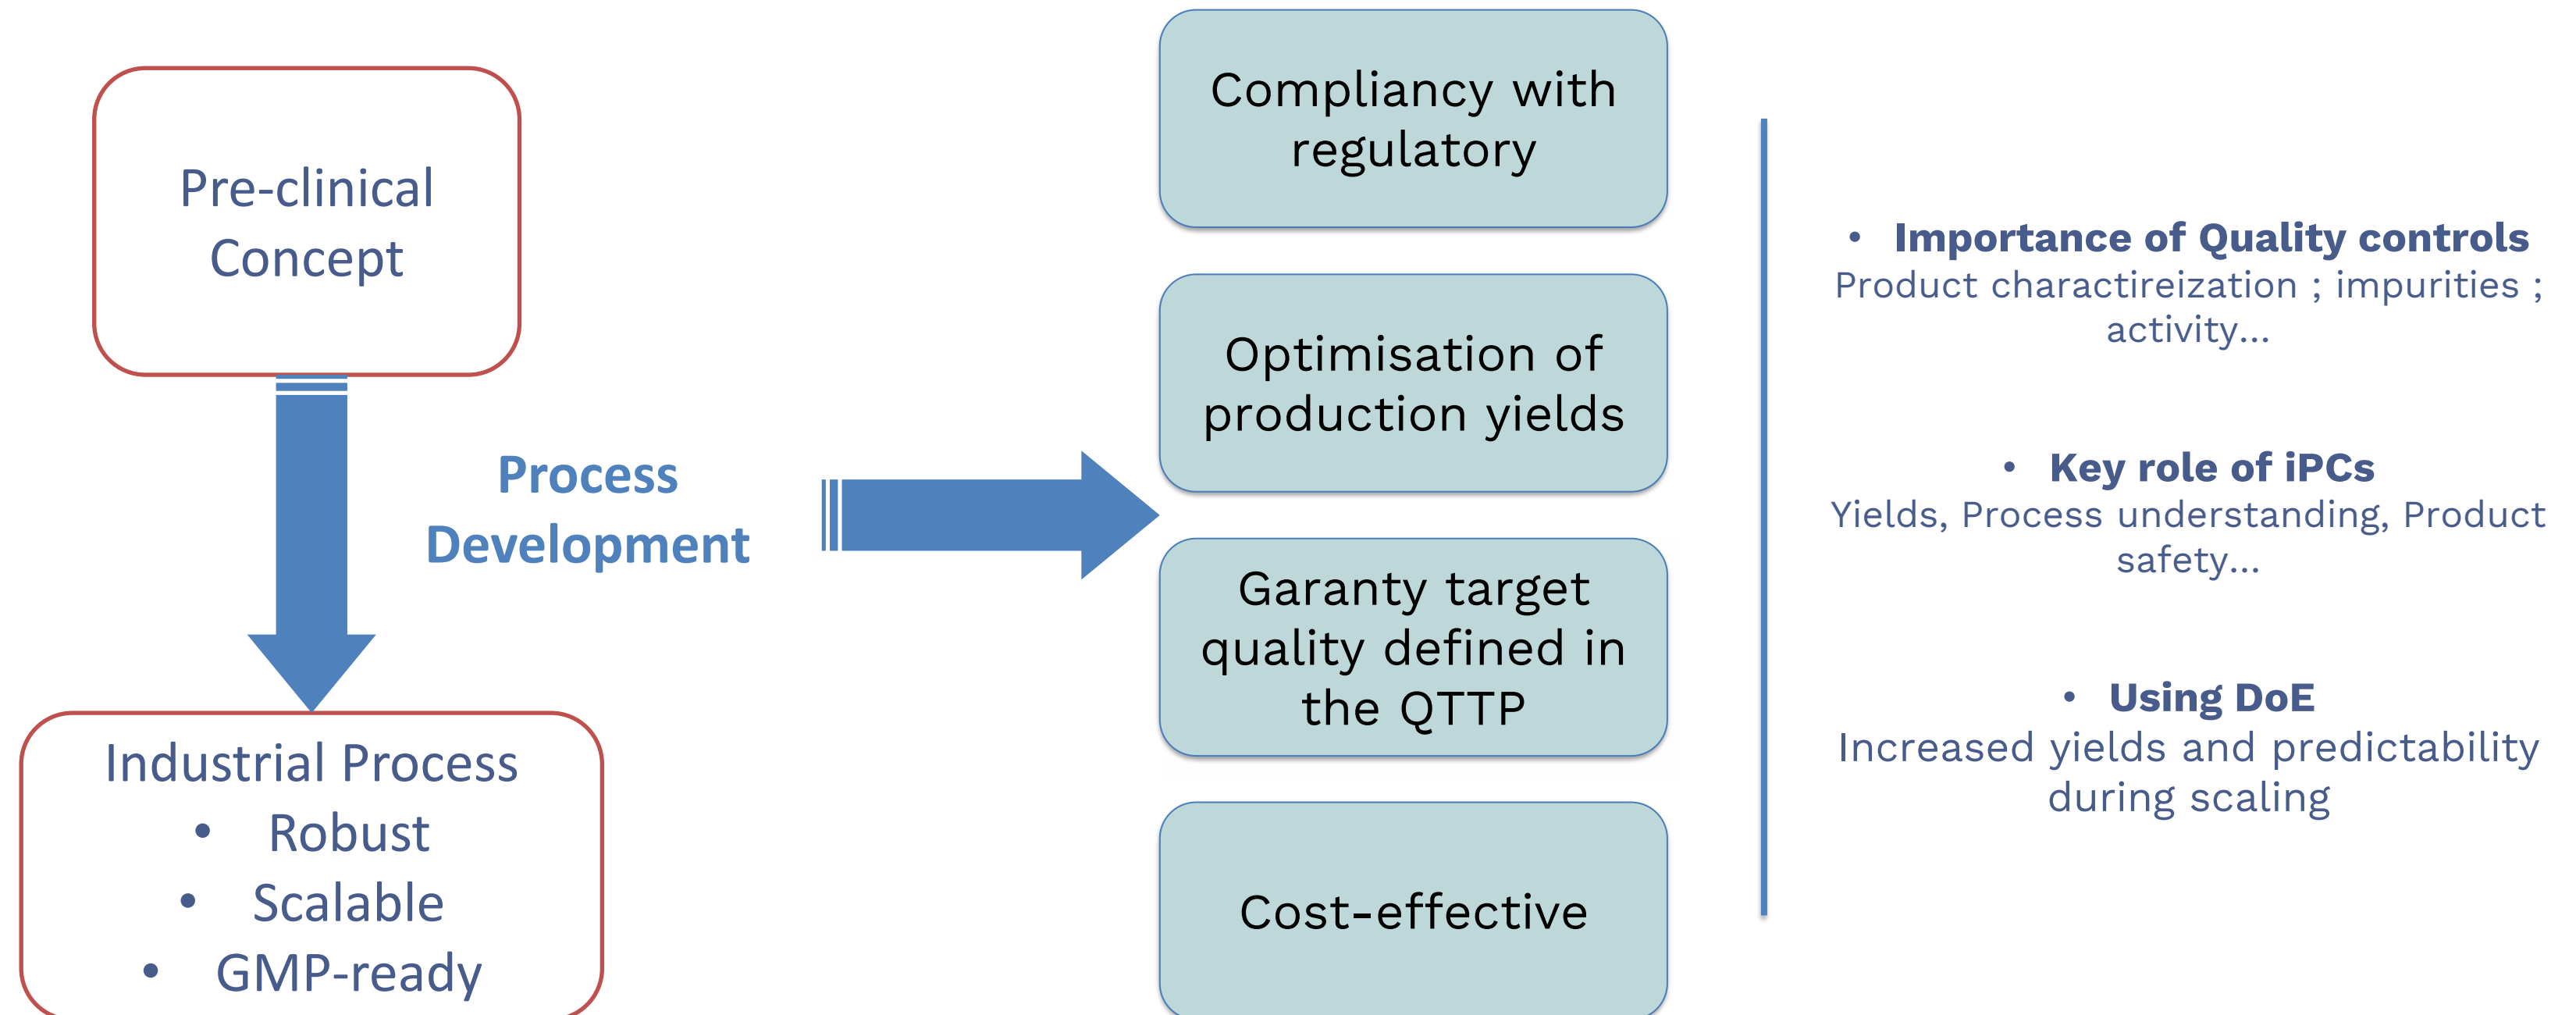 Pre-clinical
Concept
Process
Development
Industrial Process
• Robust
• Scalable
• GMP-ready
Compliancy with
regulatory
Optimisation of
production yields
Garanty target
quality defined in
the QTTP
Cost-effective
• Importance of Quality controls
Product charactireization ; impurities ;
activity...
• Key role of iPCs
Yields, Process understanding, Product
safety...
• Using DoE
Increased yields and predictability
during scaling